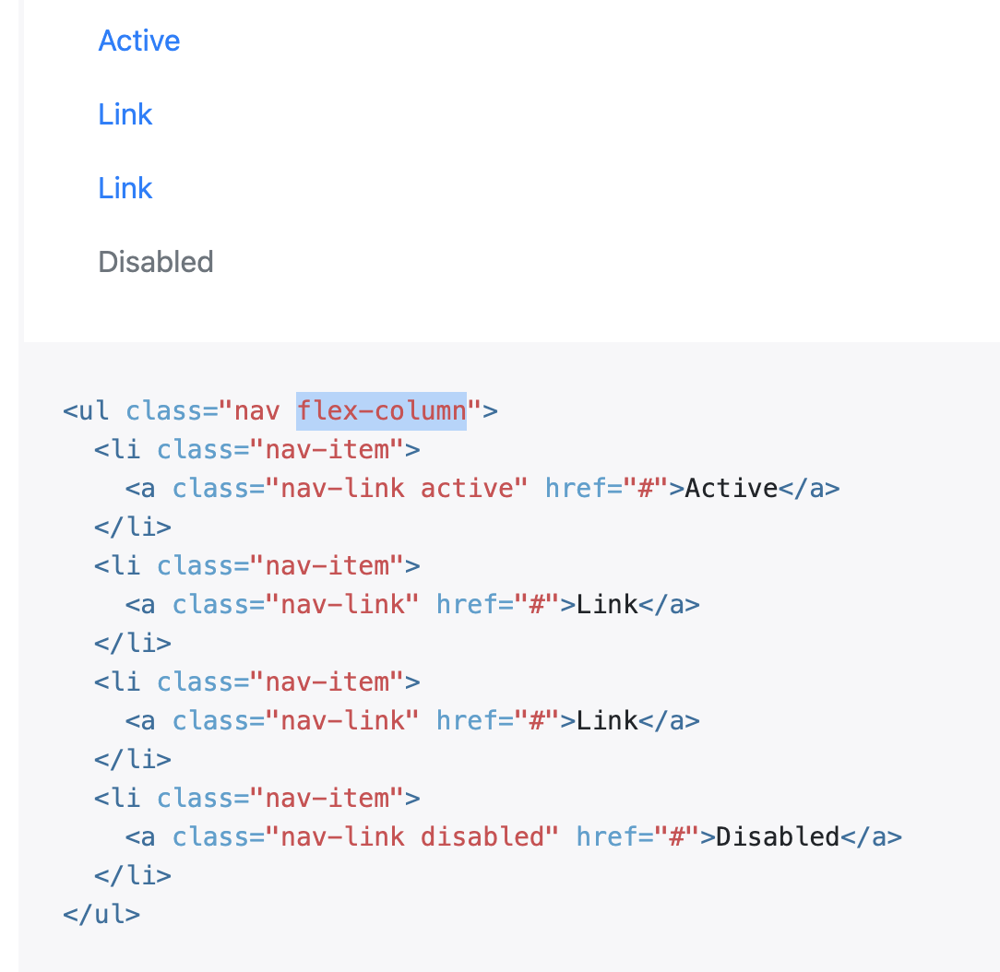 Active
Link
Link
Disabled
<ul class="nav flex-column">
  <li class="nav-item">
    <a class="nav-link active" href="#">Active</a>
  </li>
  <li class="nav-item">
    <a class="nav-link" href="#">Link</a>
  </li>
  <li class="nav-item">
    <a class="nav-link" href="#">Link</a>
  </li>
  <li class="nav-item">
    <a class="nav-link disabled" href="#">Disabled</a>
  </li>
</ul>